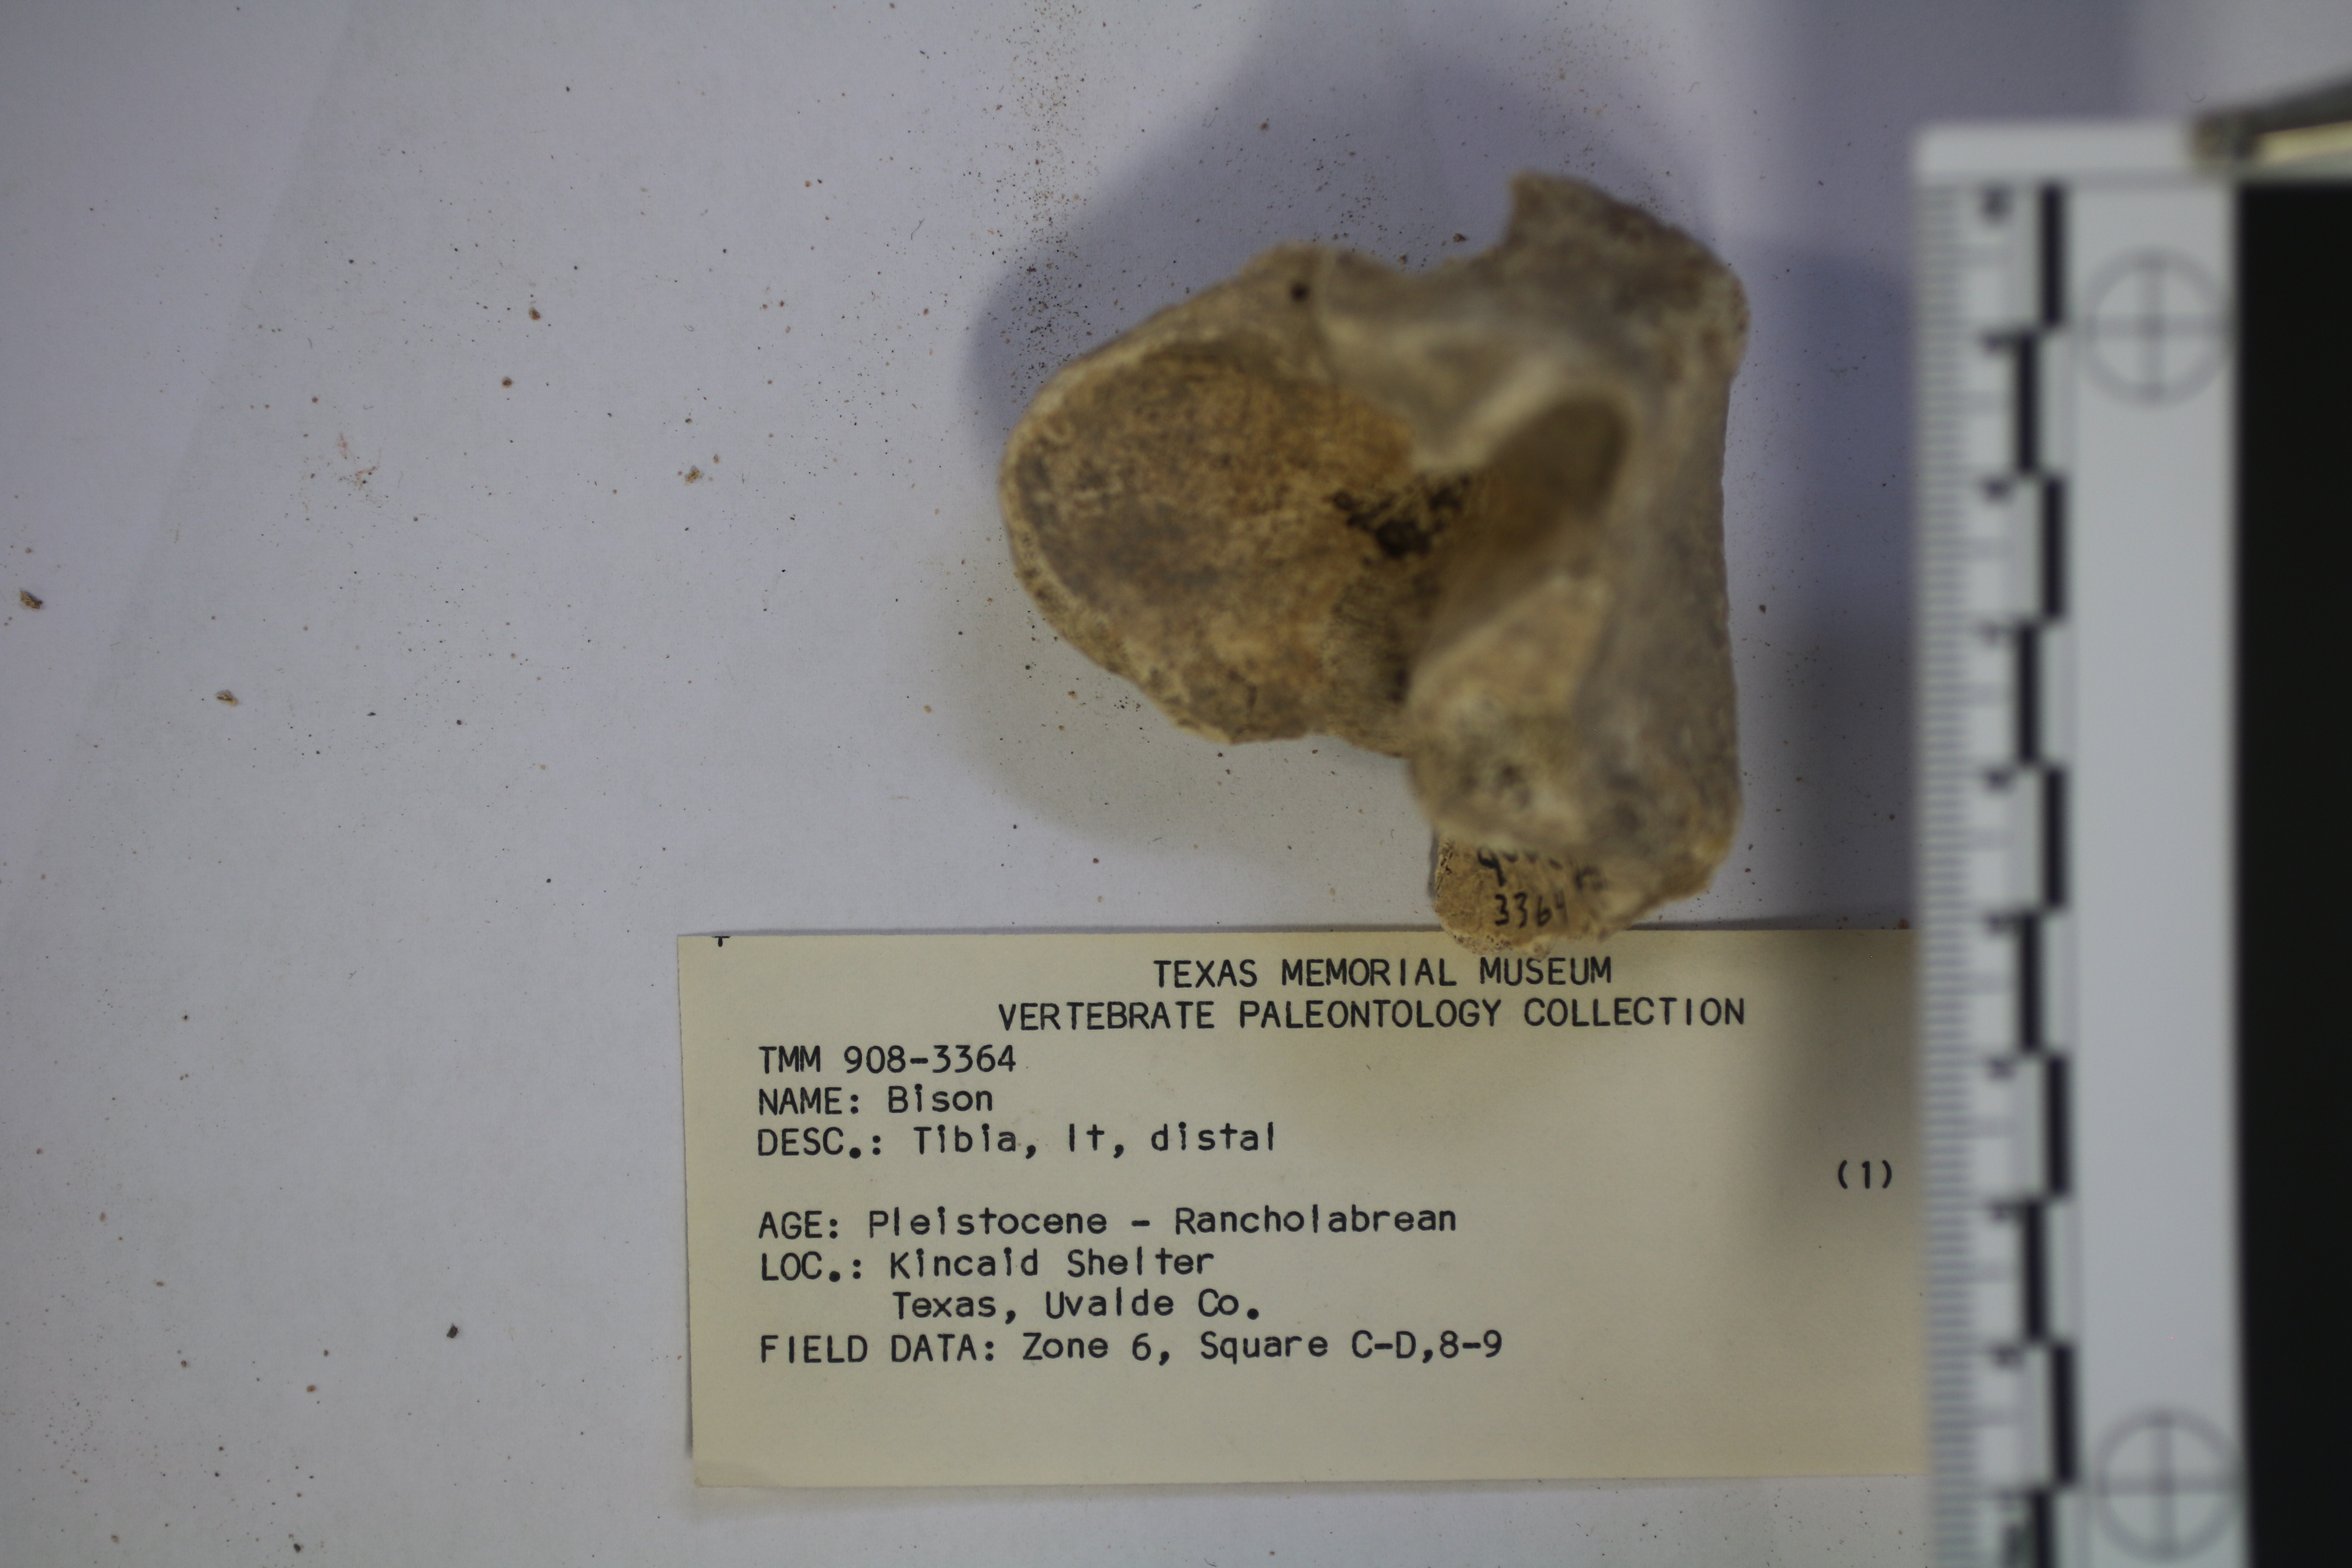 3364
TEXAS MEMORIAL MUSEUM
VERTEBRATE PALEONTOLOGY COLLECTION
TMM 908-3364
NAME: Bison
DESC.: Tibia, lt, distal
(1)
AGE: Pleistocene - Rancholabrean
LOC.: Kincaid Shelter
Texas, Uvalde Co.
FIELD DATA: Zone 6, Square C-D,8-9